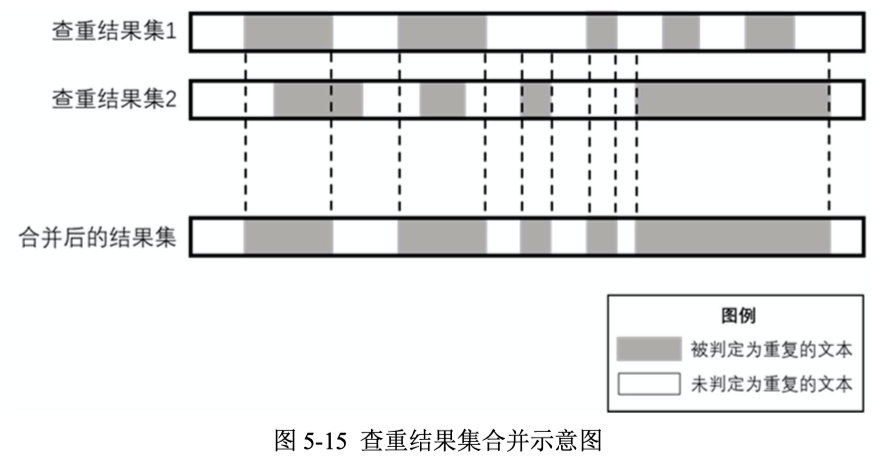 查重结果集1
查重结果集2
合并后的结果集
图例
被判定为重复的文本
未判定为重复的文本
图 5-15 查重结果集合并示意图